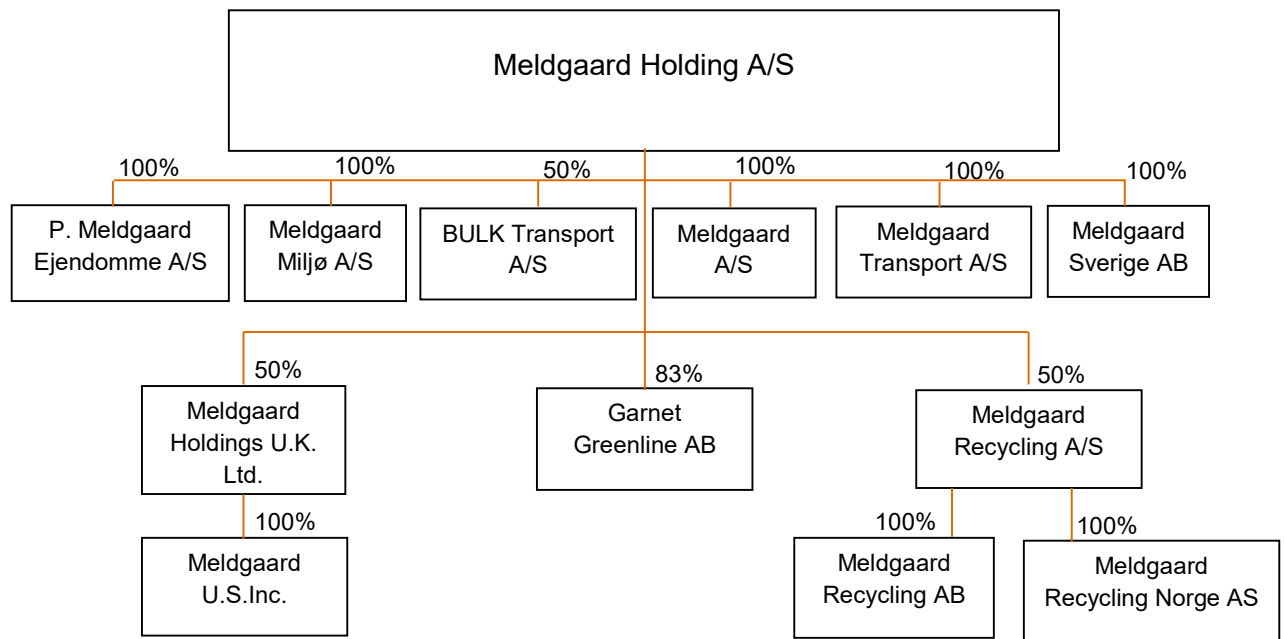 Meldgaard Holding A/S
100%
100%
50%
100%
100%
100%
P. Meldgaard
Ejendomme A/S
Meldgaard
Miljø A/S
BULK Transport
A/S
Meldgaard
A/S
Meldgaard
Transport A/S
Meldgaard
Sverige AB
50%
83%
50%
Meldgaard
Holdings U.K.
Ltd.
Garnet
Greenline AB
Meldgaard
Recycling A/S
100%
100%
100%
Meldgaard
U.S.Inc.
Meldgaard
Recycling AB
Meldgaard
Recycling Norge AS